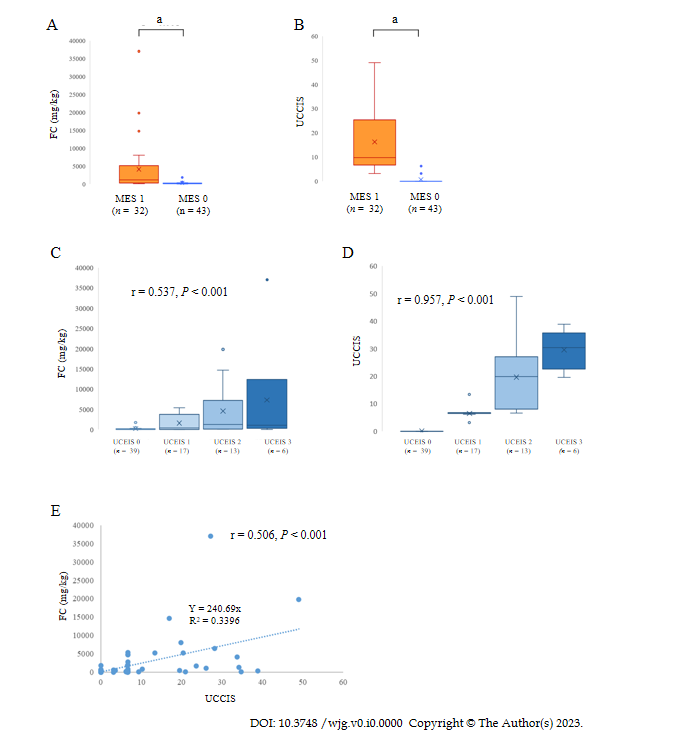 A
a
FC (mg/kg)
40000
35000
30000
25000
20000
15000
10000
5000
0
MES 1
(n = 32)
MES 0
(n = 43)
B
a
UCCIS
60
50
40
30
20
10
0
MES 1
(n = 32)
MES 0
(n = 43)
C
FC (mg/kg)
40000
35000
30000
25000
20000
15000
10000
5000
0
r = 0.537, P < 0.001
UCEIS 0
(n = 39)
UCEIS 1
(n = 17)
UCEIS 2
(n = 13)
UCEIS 3
(n = 6)
D
UCCIS
60
50
40
30
20
10
0
r = 0.957, P < 0.001
UCEIS 0
(n = 39)
UCEIS 1
(n = 17)
UCEIS 2
(n = 13)
UCEIS 3
(n = 6)
E
FC (mg/kg)
40000
35000
30000
25000
20000
15000
10000
5000
0
r = 0.506, P < 0.001
Y = 240.69x
R² = 0.3396
0 10 20 30 40 50 60
UCCIS
DOI: 10.3748 /wjg.v0.i0.0000 Copyright © The Author(s) 2023.